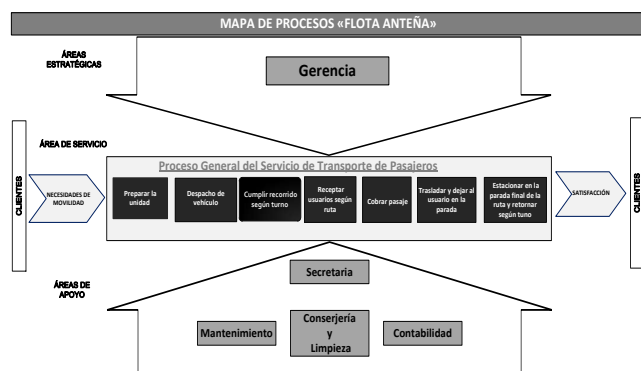 MAPA DE PROCESOS «FLOTA ANTEÑA»
ÁREAS
ESTRATÉGICAS
Gerencia
ÁREA DE SERVICIO
CLIENTES
NECESIDADES DE
MOVILIDAD
Proceso General del Servicio de Transporte de Pasajeros
Preparar la
unidad
Despacho de
vehículo
Cumplir recorrido
según turno
Receptar
usuarios según
ruta
Cobrar pasaje
Trasladar y dejar al
usuario en la
parada
Estacionar en la
parada final de la
ruta y retornar
según tuno
SATISFACCIÓN
CLIENTES
ÁREAS DE
APOYO
Secretaria
Mantenimiento
Conserjería
y
Limpieza
Contabilidad